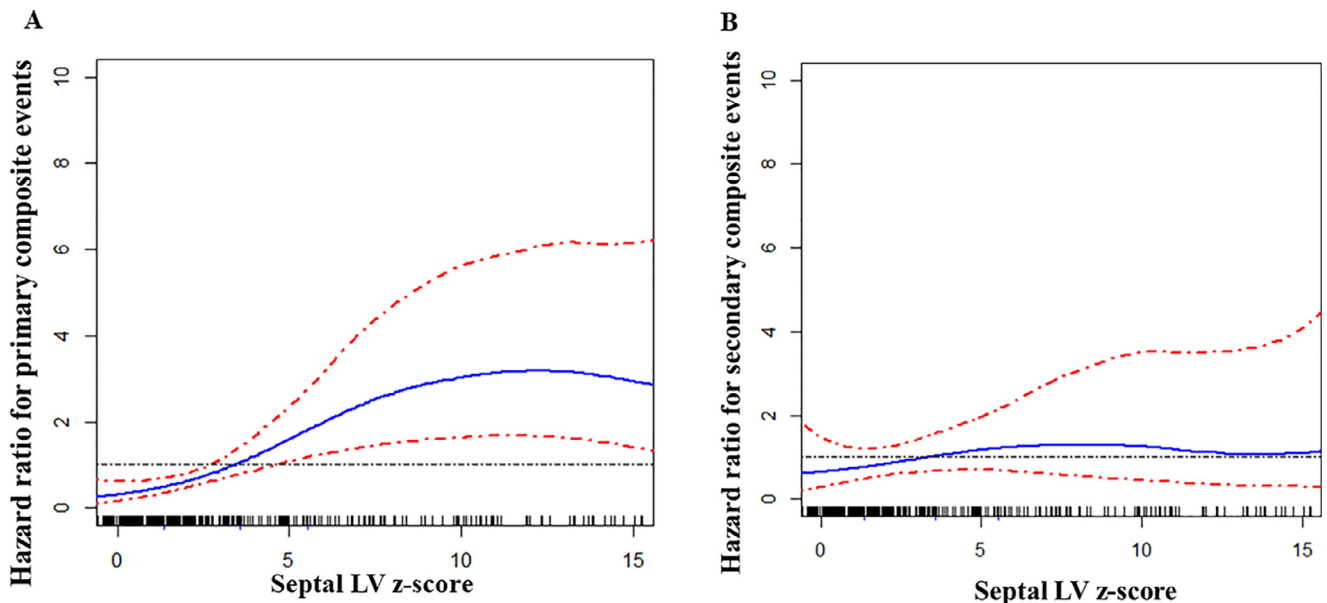 A
Hazard ratio for primary composite events
10
8
6
4
2
0
0 5 10 15
Septal LV z-score
B
Hazard ratio for secondary composite events
10
8
6
4
2
0
0 5 10 15
Septal LV z-score